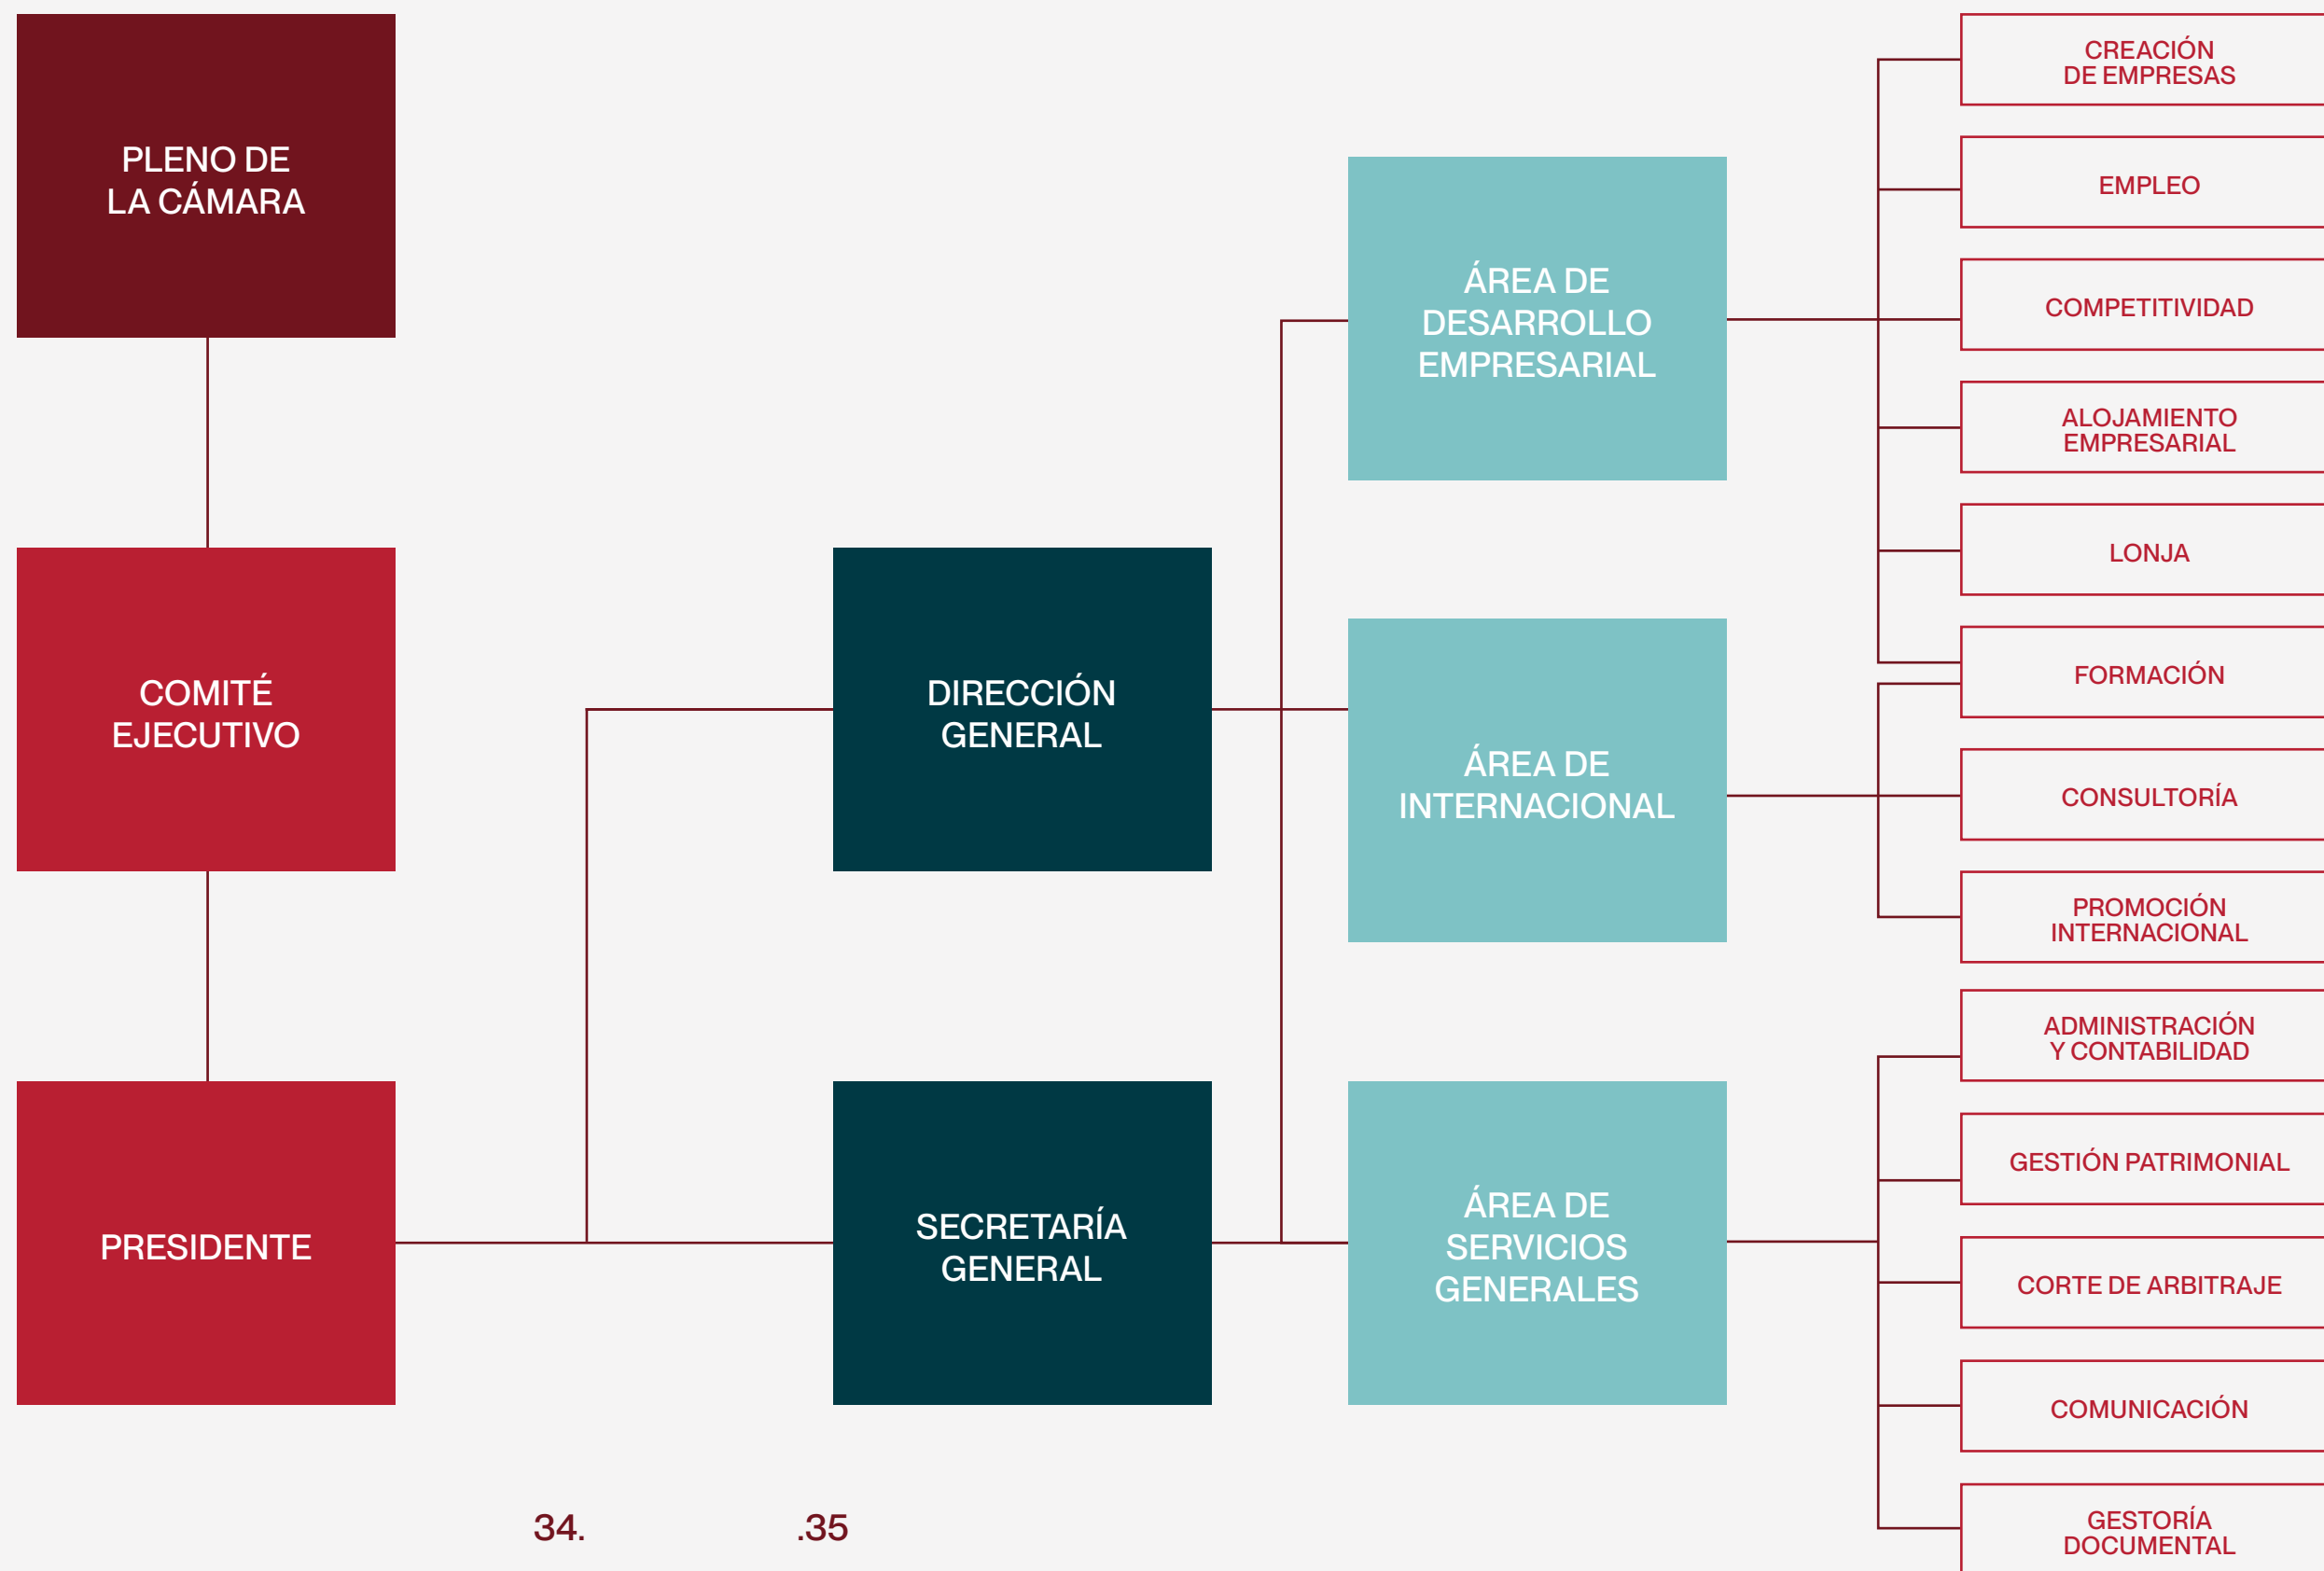 PLENO DE
LA CÁMARA
COMITÉ
EJECUTIVO
PRESIDENTE
DIRECCIÓN
GENERAL
SECRETARÍA
GENERAL
ÁREA DE
DESARROLLO
EMPRESARIAL
ÁREA DE
INTERNACIONAL
ÁREA DE
SERVICIOS
GENERALES
CREACIÓN
DE EMPRESAS
EMPLEO
COMPETITIVIDAD
ALOJAMIENTO
EMPRESARIAL
LONJA
FORMACIÓN
CONSULTORÍA
PROMOCIÓN
INTERNACIONAL
ADMINISTRACIÓN
Y CONTABILIDAD
GESTIÓN PATRIMONIAL
CORTE DE ARBITRAJE
COMUNICACIÓN
GESTORÍA
DOCUMENTAL
34.
.35